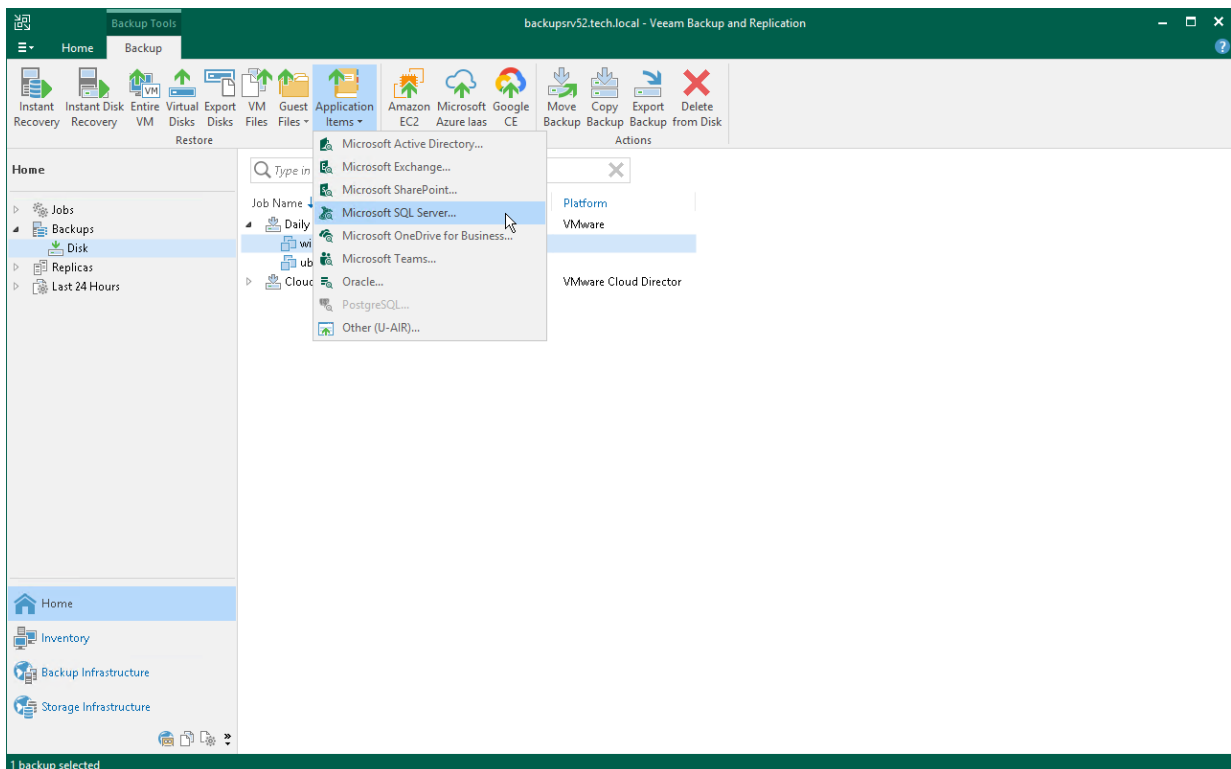 Backup Tools
backupsrv52.tech.local - Veeam Backup and Replication
Home
Backup
Instant Recovery
Instant Disk Recovery
Entire VM
Virtual Disks
Export Disks
VM Files
Guest Files
Application Items
Amazon EC2
Microsoft Azure Iaas
Google CE
Move Backup
Copy Backup
Export Backup
Delete from Disk
Restore
Actions
Microsoft Active Directory...
Microsoft Exchange...
Microsoft SharePoint...
Microsoft SQL Server...
Microsoft OneDrive for Business...
Microsoft Teams...
Oracle...
PostgreSQL...
Other (U-AIR)...
Home
Jobs
Backups
Disk
Replicas
Last 24 Hours
Type in
Job Name
Platform
Daily
VMware
wi
ub
Clou
VMware Cloud Director
Home
Inventory
Backup Infrastructure
Storage Infrastructure
1 backup selected